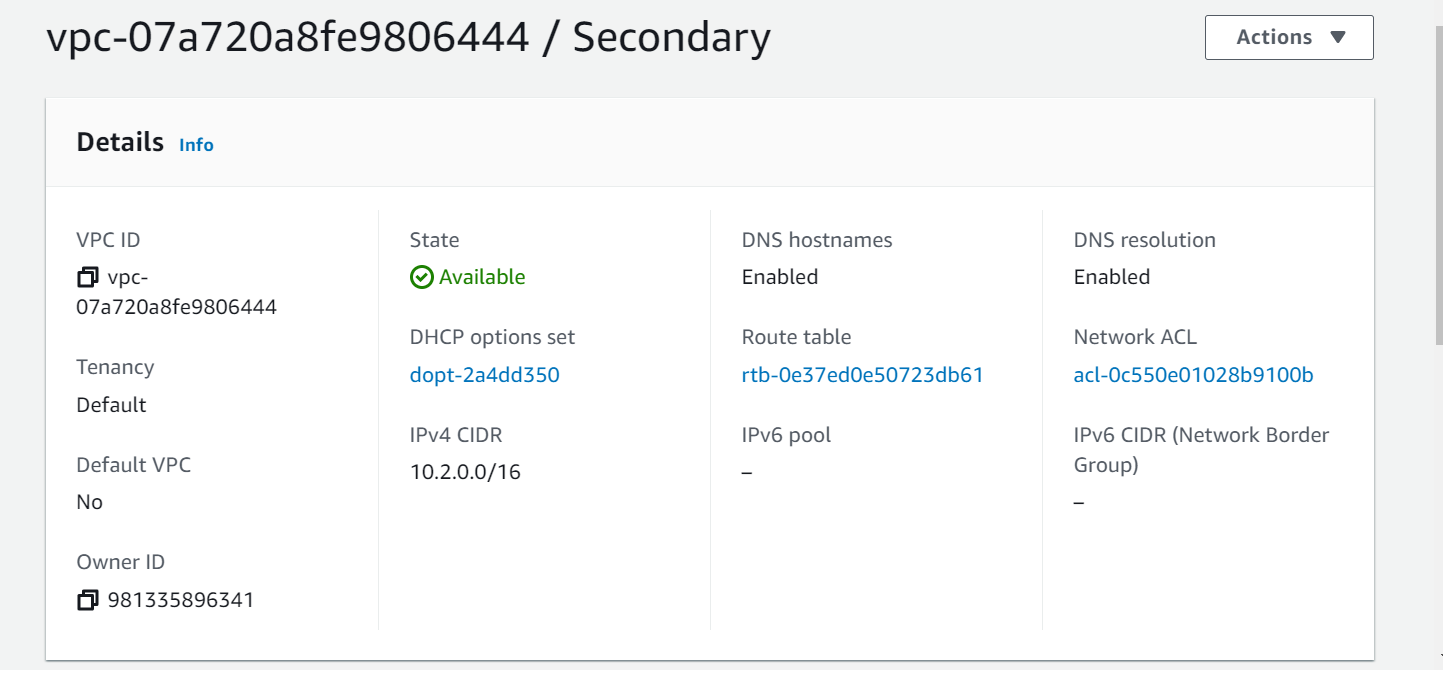 vpc-07a720a8fe9806444 / Secondary
Actions
Details Info
VPC ID
vpc-
07a720a8fe9806444
Tenancy
Default
Default VPC
No
Owner ID
981335896341
State
Available
DHCP options set
dopt-2a4dd350
IPv4 CIDR
10.2.0.0/16
DNS hostnames
Enabled
Route table
rtb-0e37ed0e50723db61
IPv6 pool
–
DNS resolution
Enabled
Network ACL
acl-0c550e01028b9100b
IPv6 CIDR (Network Border
Group)
–